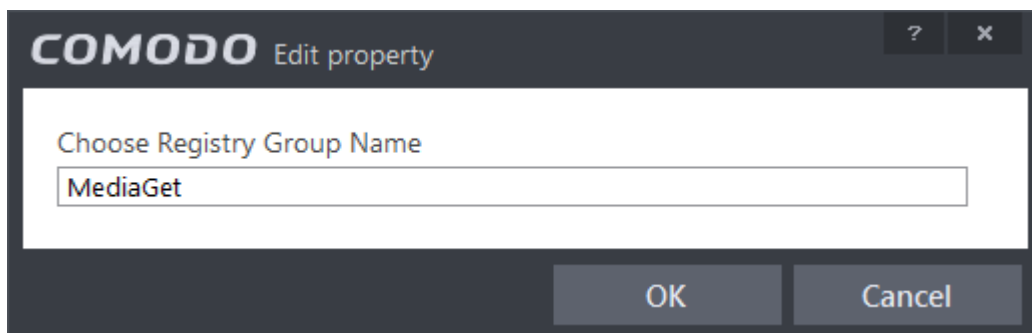 COMODO Edit property ? ×
Choose Registry Group Name
MediaGet
OK Cancel